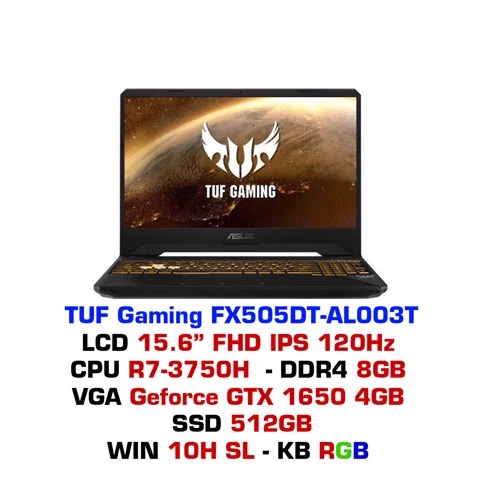 TUF
TUF GAMING
ASUS
TUF Gaming FX505DT-AL003T
LCD 15.6” FHD IPS 120Hz
CPU R7-3750H - DDR4 8GB
VGA Geforce GTX 1650 4GB
SSD 512GB
WIN 10H SL - KB RGB